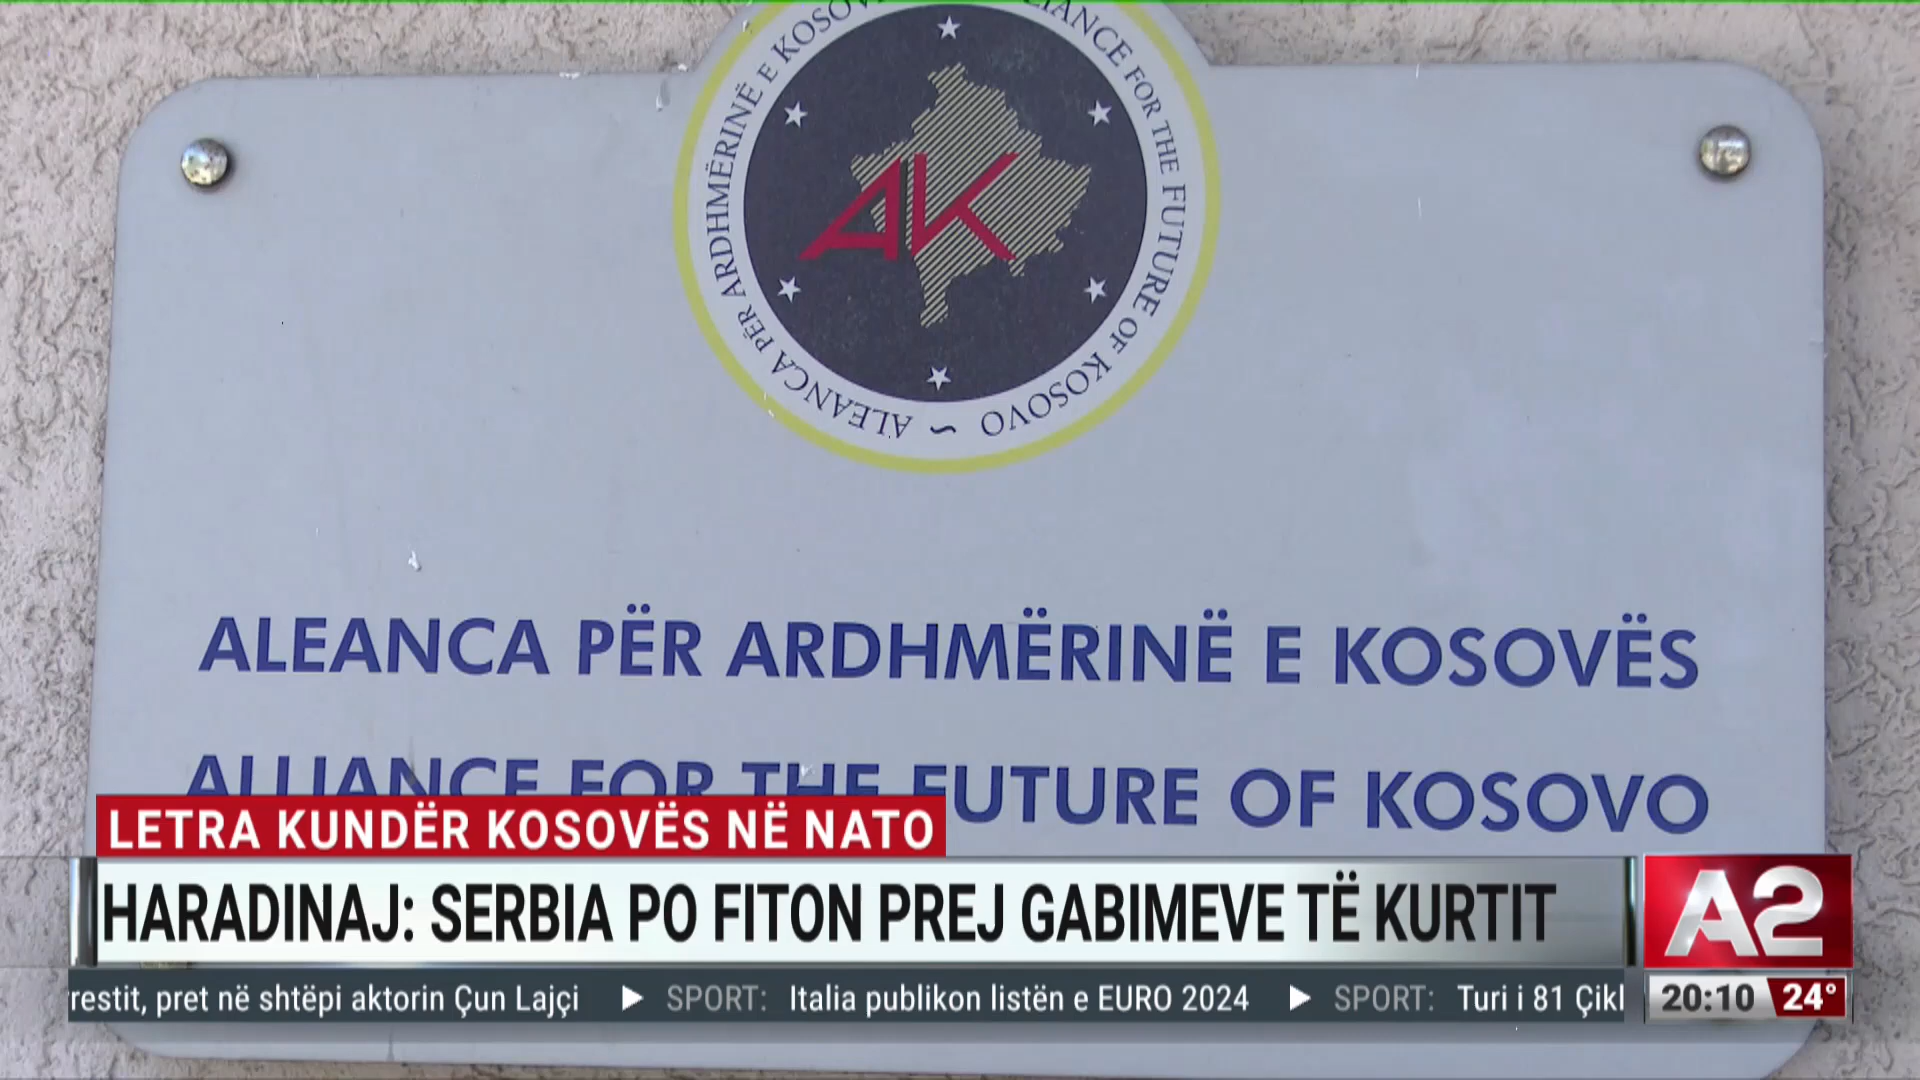 ALEANCA PËR ARDHMËRINË E KOSOV
LIANCE FOR THE FUTURE OF KOSOVO ~
AK
ALEANCA PËR ARDHMËRINË E KOSOVËS
ALLIANCE FOR THE FUTURE OF KOSOVO
LETRA KUNDËR KOSOVËS NË NATO
HARADINAJ: SERBIA PO FITON PREJ GABIMEVE TË KURTIT
A2
restit, pret në shtëpi aktorin Çun Lajçi ▶ SPORT: Italia publikon listën e EURO 2024 ▶ SPORT: Turi i 81 Çikl
20:10 24°